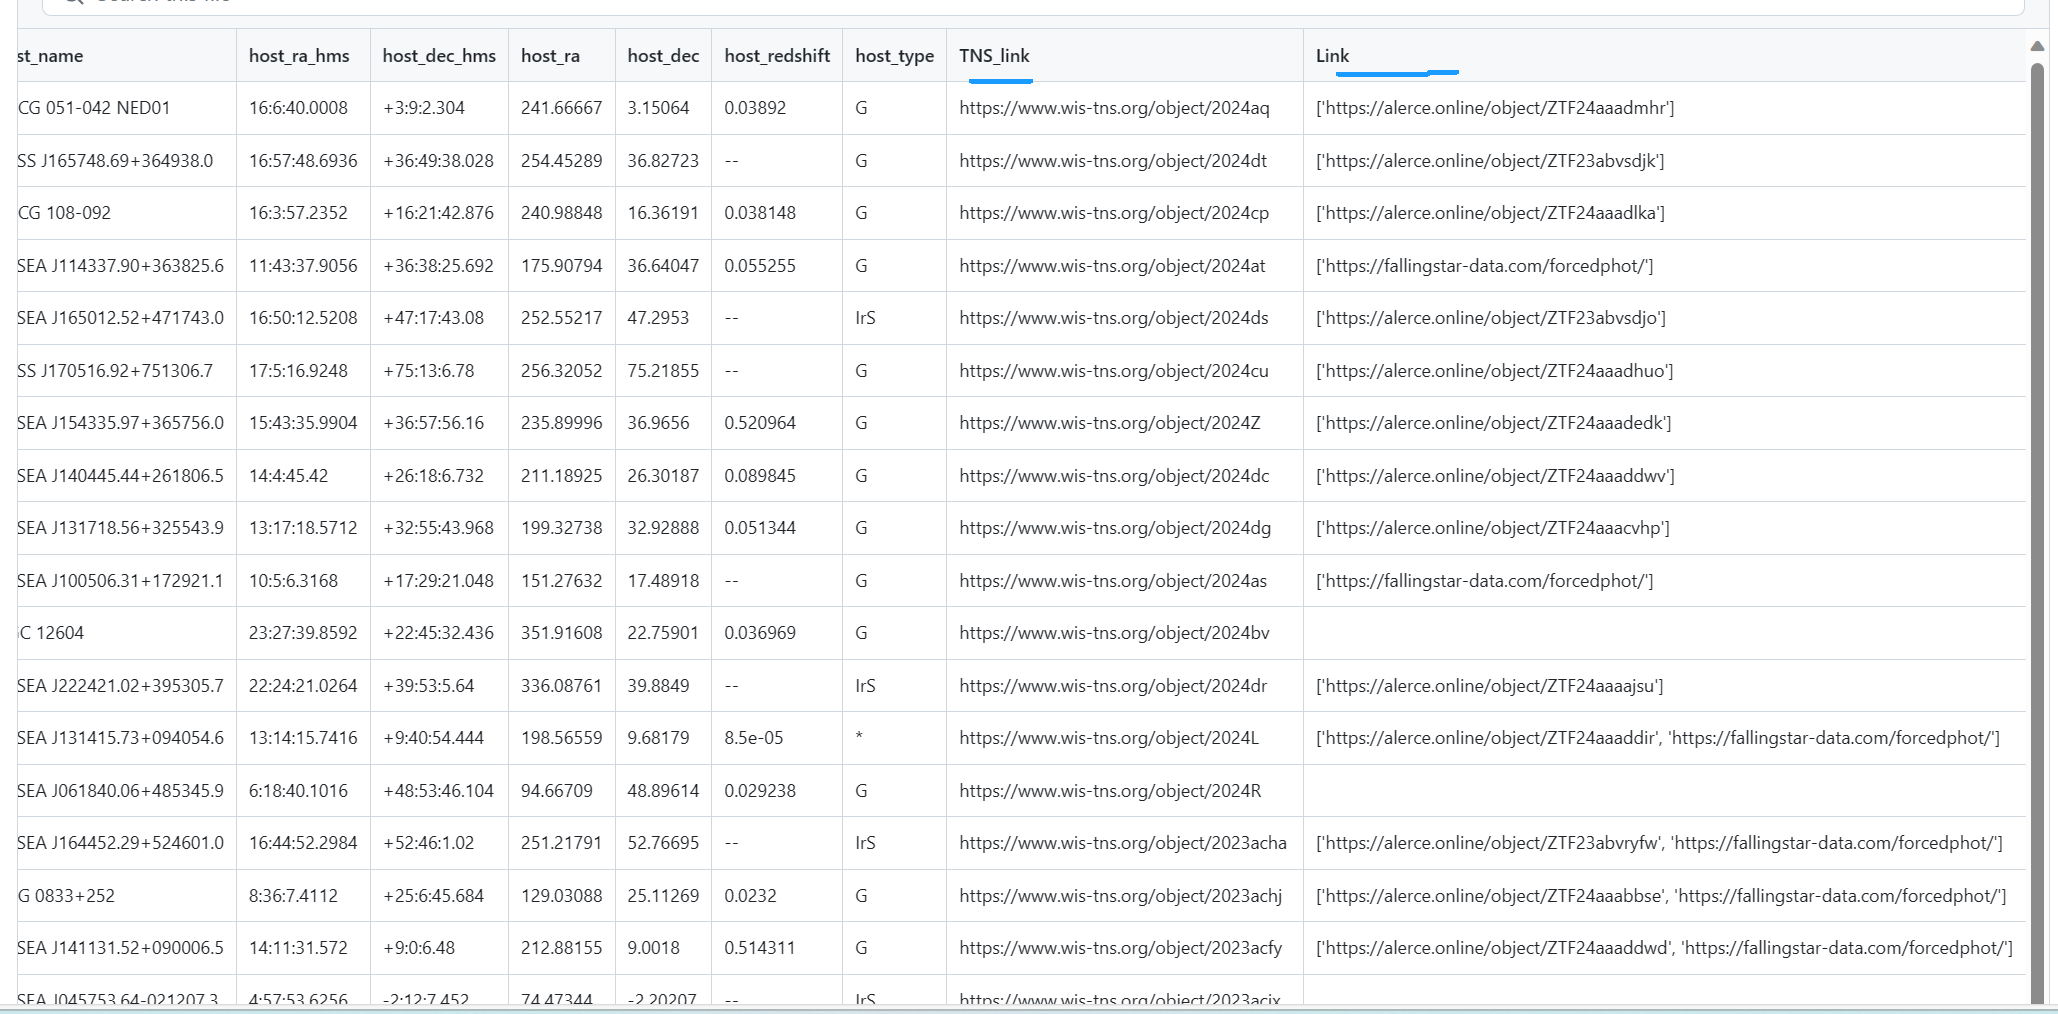 st_name host_ra_hms host_dec_hms host_ra host_dec host_redshift host_type TNS_link Link
CG 051-042 NED01 16:6:40.0008 +3:9:2.304 241.66667 3.15064 0.03892 G https://www.wis-tns.org/object/2024aq ['https://alerce.online/object/ZTF24aaadmhr']
SS J165748.69+364938.0 16:57:48.6936 +36:49:38.028 254.45289 36.82723 -- G https://www.wis-tns.org/object/2024dt ['https://alerce.online/object/ZTF23abvsdjk']
CG 108-092 16:3:57.2352 +16:21:42.876 240.98848 16.36191 0.038148 G https://www.wis-tns.org/object/2024cp ['https://alerce.online/object/ZTF24aaadlka']
SEA J114337.90+363825.6 11:43:37.9056 +36:38:25.692 175.90794 36.64047 0.055255 G https://www.wis-tns.org/object/2024at ['https://fallingstar-data.com/forcedphot/']
SEA J165012.52+471743.0 16:50:12.5208 +47:17:43.08 252.55217 47.2953 -- IrS https://www.wis-tns.org/object/2024ds ['https://alerce.online/object/ZTF23abvsdjo']
SS J170516.92+751306.7 17:5:16.9248 +75:13:6.78 256.32052 75.21855 -- G https://www.wis-tns.org/object/2024cu ['https://alerce.online/object/ZTF24aaadhuo']
SEA J154335.97+365756.0 15:43:35.9904 +36:57:56.16 235.89996 36.9656 0.520964 G https://www.wis-tns.org/object/2024Z ['https://alerce.online/object/ZTF24aaadedk']
SEA J140445.44+261806.5 14:4:45.42 +26:18:6.732 211.18925 26.30187 0.089845 G https://www.wis-tns.org/object/2024dc ['https://alerce.online/object/ZTF24aaaddwv']
SEA J131718.56+325543.9 13:17:18.5712 +32:55:43.968 199.32738 32.92888 0.051344 G https://www.wis-tns.org/object/2024dg ['https://alerce.online/object/ZTF24aaacvhp']
SEA J100506.31+172921.1 10:5:6.3168 +17:29:21.048 151.27632 17.48918 -- G https://www.wis-tns.org/object/2024as ['https://fallingstar-data.com/forcedphot/']
C 12604 23:27:39.8592 +22:45:32.436 351.91608 22.75901 0.036969 G https://www.wis-tns.org/object/2024bv
SEA J222421.02+395305.7 22:24:21.0264 +39:53:5.64 336.08761 39.8849 -- IrS https://www.wis-tns.org/object/2024dr ['https://alerce.online/object/ZTF24aaaajsu']
SEA J131415.73+094054.6 13:14:15.7416 +9:40:54.444 198.56559 9.68179 8.5e-05 * https://www.wis-tns.org/object/2024L ['https://alerce.online/object/ZTF24aaaddir', 'https://fallingstar-data.com/forcedphot/']
SEA J061840.06+485345.9 6:18:40.1016 +48:53:46.104 94.66709 48.89614 0.029238 G https://www.wis-tns.org/object/2024R
SEA J164452.29+524601.0 16:44:52.2984 +52:46:1.02 251.21791 52.76695 -- IrS https://www.wis-tns.org/object/2023acha ['https://alerce.online/object/ZTF23abvryfw', 'https://fallingstar-data.com/forcedphot/']
G 0833+252 8:36:7.4112 +25:6:45.684 129.03088 25.11269 0.0232 G https://www.wis-tns.org/object/2023achj ['https://alerce.online/object/ZTF24aaabbse', 'https://fallingstar-data.com/forcedphot/']
SEA J141131.52+090006.5 14:11:31.572 +9:0:6.48 212.88155 9.0018 0.514311 G https://www.wis-tns.org/object/2023acfy ['https://alerce.online/object/ZTF24aaaddwd', 'https://fallingstar-data.com/forcedphot/']
SEA J045753.64-021207.3 4:57:53.6256 -2:12:7.452 74.47344 -2.20207 -- IrS